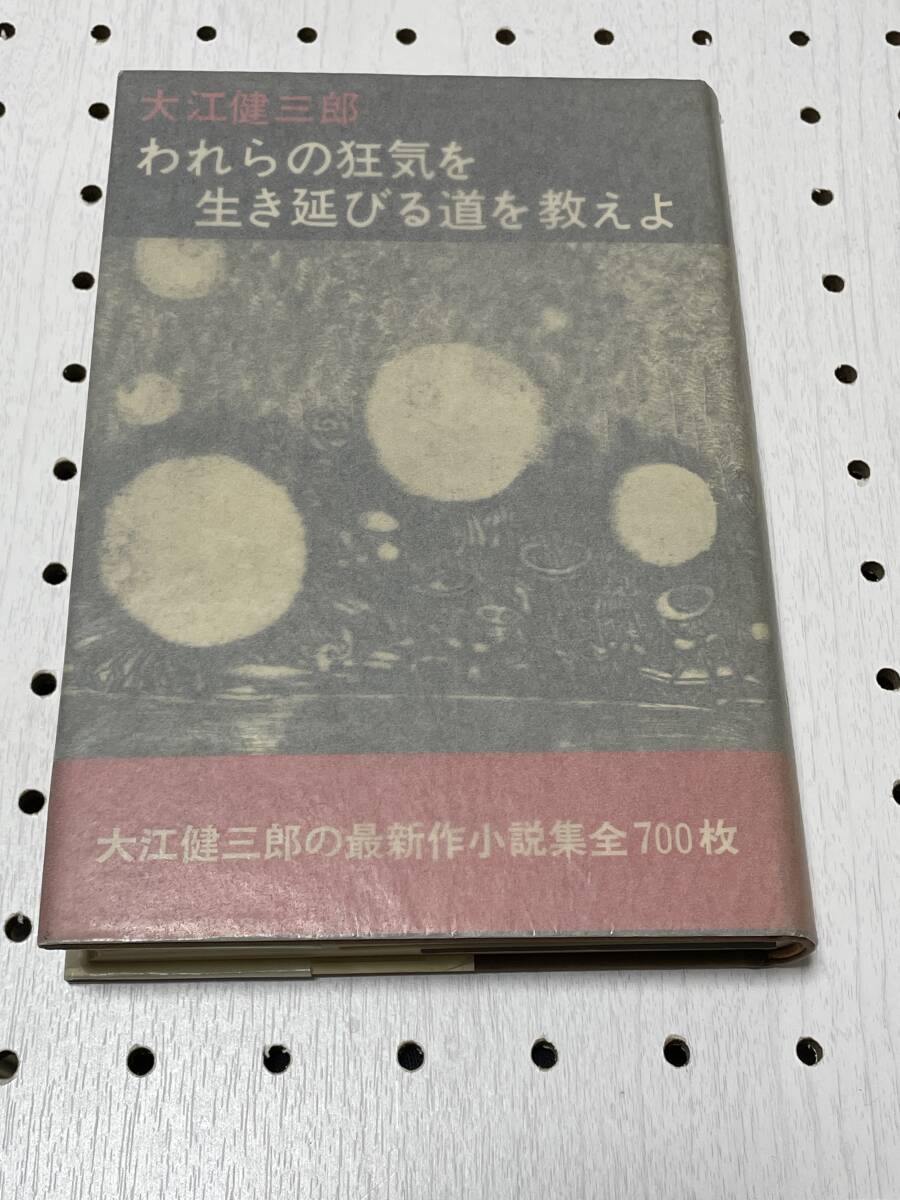 大江健三郎
われらの狂気を
生き延びる道を教えよ
大江健三郎の最新作小説集全700枚